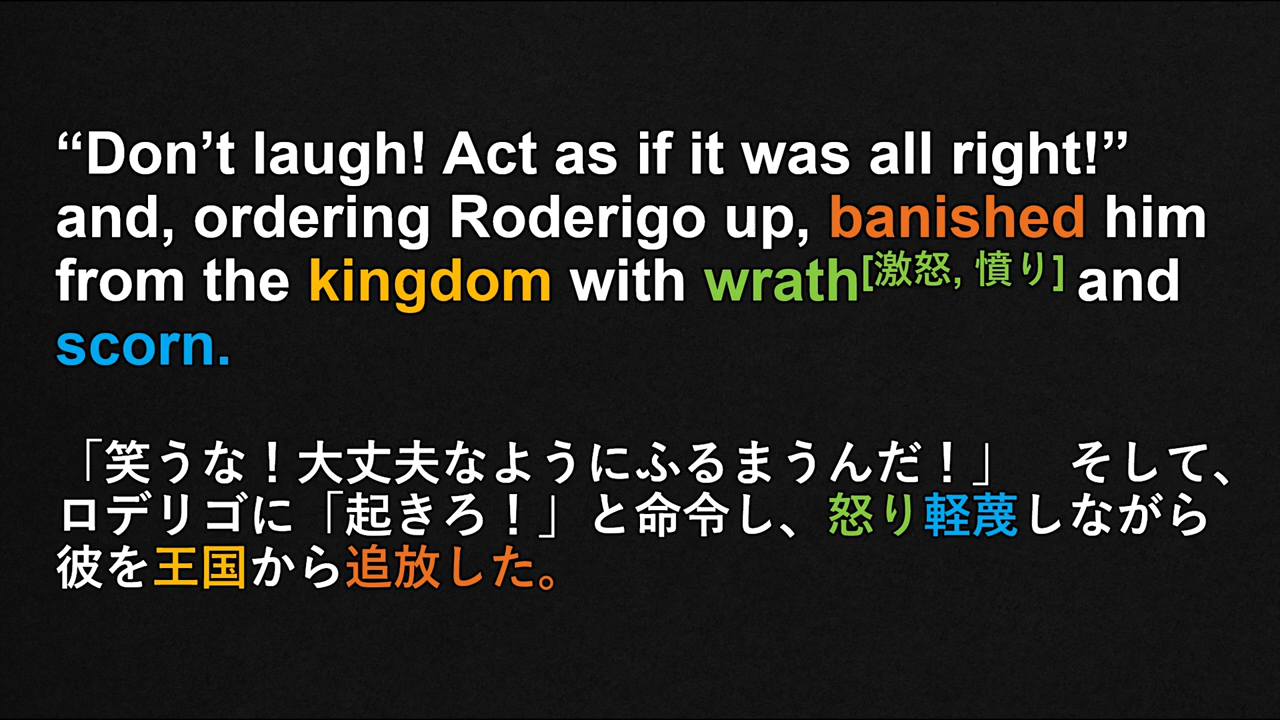 “Don’t laugh! Act as if it was all right!”
and, ordering Roderigo up, banished him
from the kingdom with wrath[激怒, 憤り] and
scorn.
「笑うな！大丈夫なようにふるまうんだ！」　そして、
ロデリゴに「起きろ！」と命令し、怒り軽蔑しながら
彼を王国から追放した。